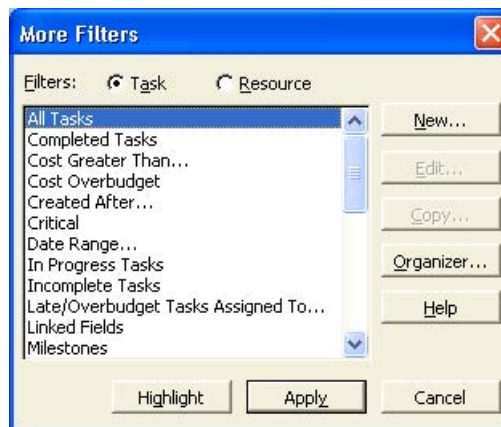 More Filters
Filters: Task Resource
All Tasks
Completed Tasks
Cost Greater Than...
Cost Overbudget
Created After...
Critical
Date Range...
In Progress Tasks
Incomplete Tasks
Late/Overbudget Tasks Assigned To...
Linked Fields
Milestones
New...
Edit...
Copy...
Organizer...
Help
Highlight Apply Cancel